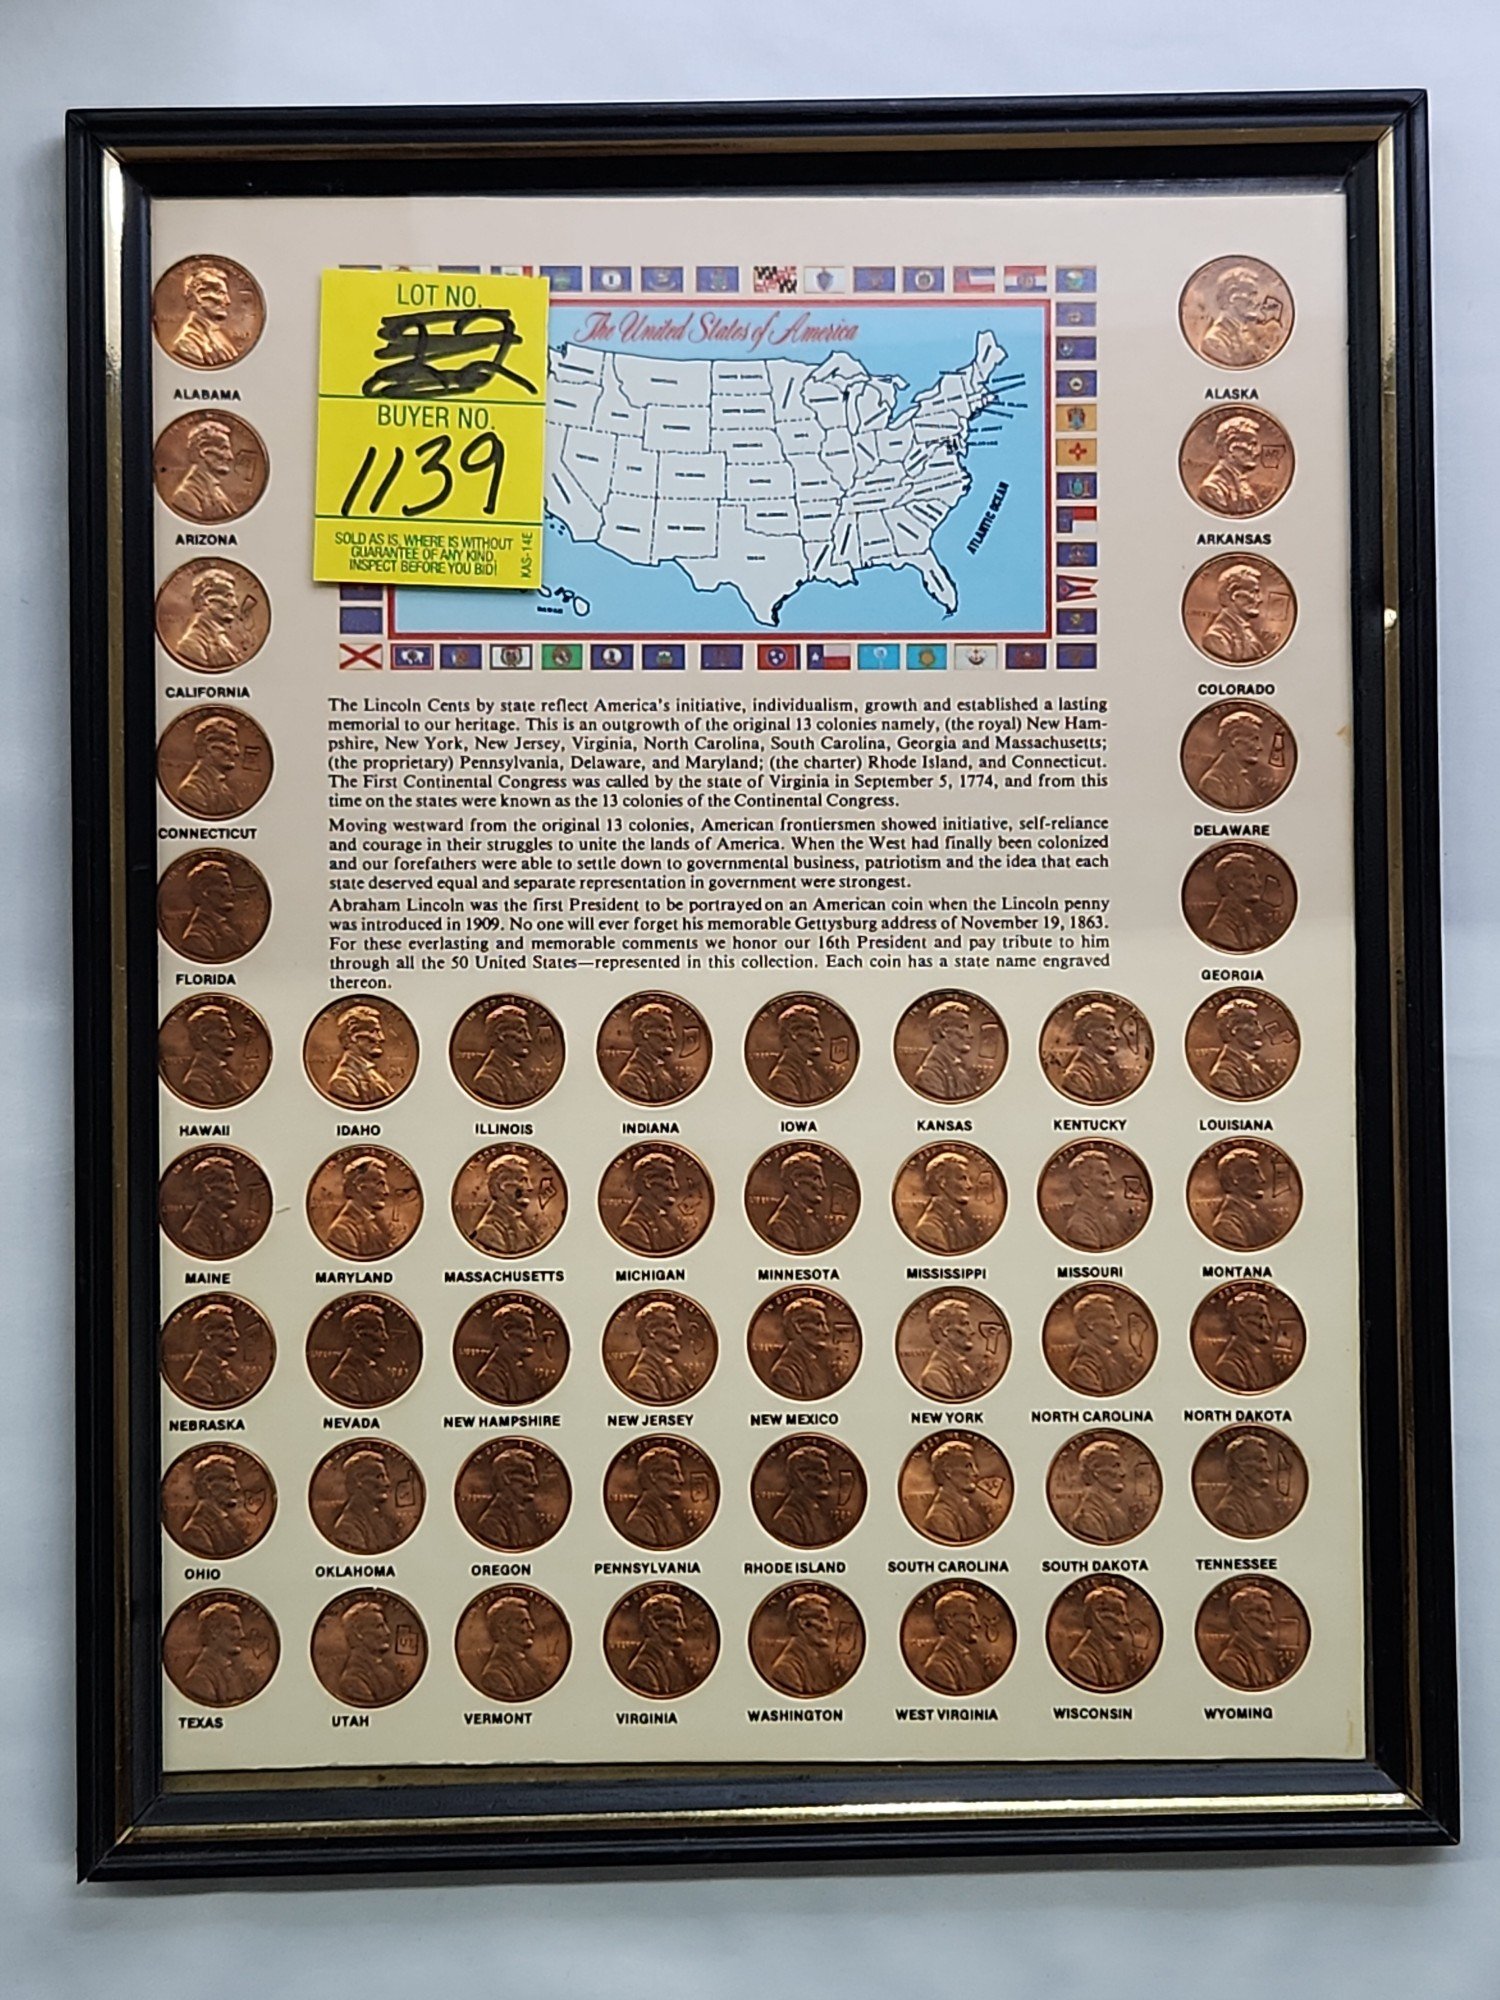 LOT NO.
BUYER NO.
1139
SOLD AS IS, WHERE IS WITHOUT
GUARANTEE OF ANY KIND.
INSPECT BEFORE YOU BID!
KAS-14E
The United States of America
ATLANTIC OCEAN
ALABAMA
ALASKA
ARIZONA
ARKANSAS
CALIFORNIA
COLORADO
CONNECTICUT
DELAWARE
FLORIDA
GEORGIA
The Lincoln Cents by state reflect America's initiative, individualism, growth and established a lasting
memorial to our heritage. This is an outgrowth of the original 13 colonies namely, (the royal) New Ham-
pshire, New York, New Jersey, Virginia, North Carolina, South Carolina, Georgia and Massachusetts;
(the proprietary) Pennsylvania, Delaware, and Maryland; (the charter) Rhode Island, and Connecticut.
The First Continental Congress was called by the state of Virginia in September 5, 1774, and from this
time on the states were known as the 13 colonies of the Continental Congress.
Moving westward from the original 13 colonies, American frontiersmen showed initiative, self-reliance
and courage in their struggles to unite the lands of America. When the West had finally been colonized
and our forefathers were able to settle down to governmental business, patriotism and the idea that each
state deserved equal and separate representation in government were strongest.
Abraham Lincoln was the first President to be portrayed on an American coin when the Lincoln penny
was introduced in 1909. No one will ever forget his memorable Gettysburg address of November 19, 1863.
For these everlasting and memorable comments we honor our 16th President and pay tribute to him
through all the 50 United States—represented in this collection. Each coin has a state name engraved
thereon.
HAWAII IDAHO ILLINOIS INDIANA IOWA KANSAS KENTUCKY LOUISIANA
MAINE MARYLAND MASSACHUSETTS MICHIGAN MINNESOTA MISSISSIPPI MISSOURI MONTANA
NEBRASKA NEVADA NEW HAMPSHIRE NEW JERSEY NEW MEXICO NEW YORK NORTH CAROLINA NORTH DAKOTA
OHIO OKLAHOMA OREGON PENNSYLVANIA RHODE ISLAND SOUTH CAROLINA SOUTH DAKOTA TENNESSEE
TEXAS UTAH VERMONT VIRGINIA WASHINGTON WEST VIRGINIA WISCONSIN WYOMING